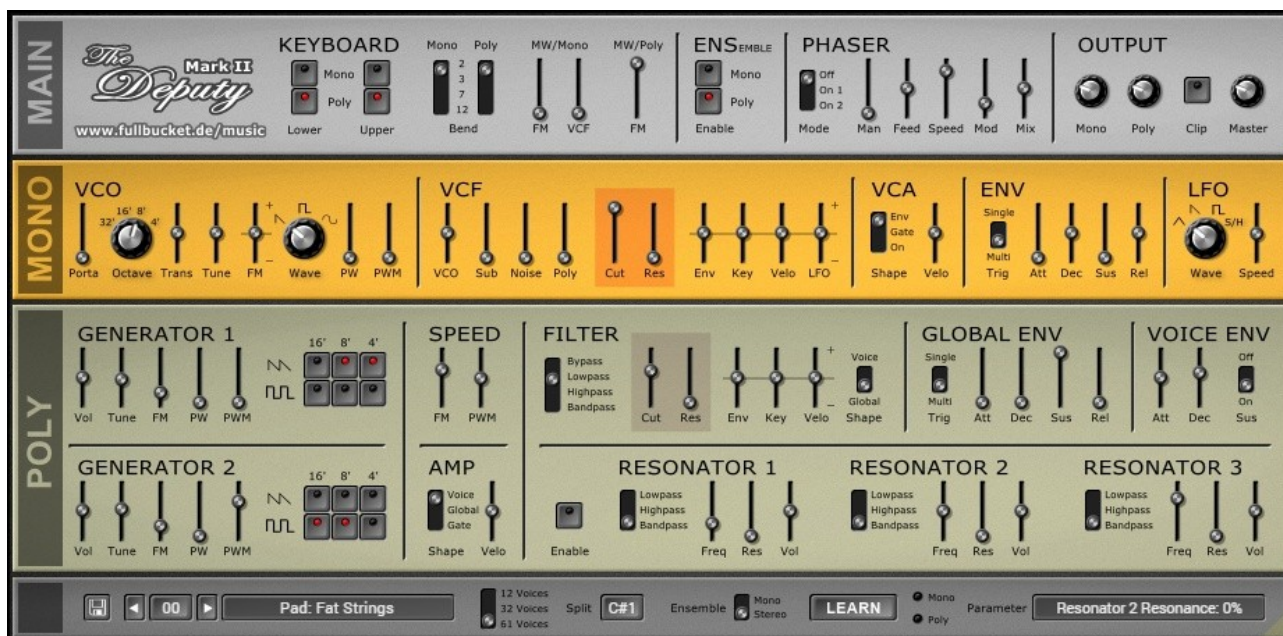 MAIN
The Deputy
Mark II
www.fullbucket.de/music
KEYBOARD
Mono
Poly
Lower Upper
Mono Poly
2
3
7
12
Bend
MW/Mono
FM VCF
MW/Poly
FM
ENSEMBLE
Mono
Poly
Enable
PHASER
Off
On 1
On 2
Mode Man Feed Speed Mod Mix
OUTPUT
Mono Poly Clip Master
MONO
VCO
32' 16' 8' 4'
+
−
Porta Octave Trans Tune FM Wave PW PWM
VCF
+
−
VCO Sub Noise Poly Cut Res Env Key Velo LFO
VCA
Env
Gate
On
Shape Velo
ENV
Single
Multi
Trig Att Dec Sus Rel
LFO
S/H
Wave Speed
POLY
GENERATOR 1
16' 8' 4'
Vol Tune FM PW PWM
SPEED
FM PWM
FILTER
Bypass
Lowpass
Highpass
Bandpass
+
−
Voice
Global
Cut Res Env Key Velo Shape
GLOBAL ENV
Single
Multi
Trig Att Dec Sus Rel
VOICE ENV
Off
On
Att Dec Sus
GENERATOR 2
16' 8' 4'
Vol Tune FM PW PWM
AMP
Voice
Global
Gate
Shape Velo
Enable
RESONATOR 1
Lowpass
Highpass
Bandpass
Freq Res Vol
RESONATOR 2
Lowpass
Highpass
Bandpass
Freq Res Vol
RESONATOR 3
Lowpass
Highpass
Bandpass
Freq Res Vol
00
Pad: Fat Strings
12 Voices
32 Voices
61 Voices
Split C#1
Ensemble
Mono
Stereo
LEARN
Mono
Poly
Parameter Resonator 2 Resonance: 0%